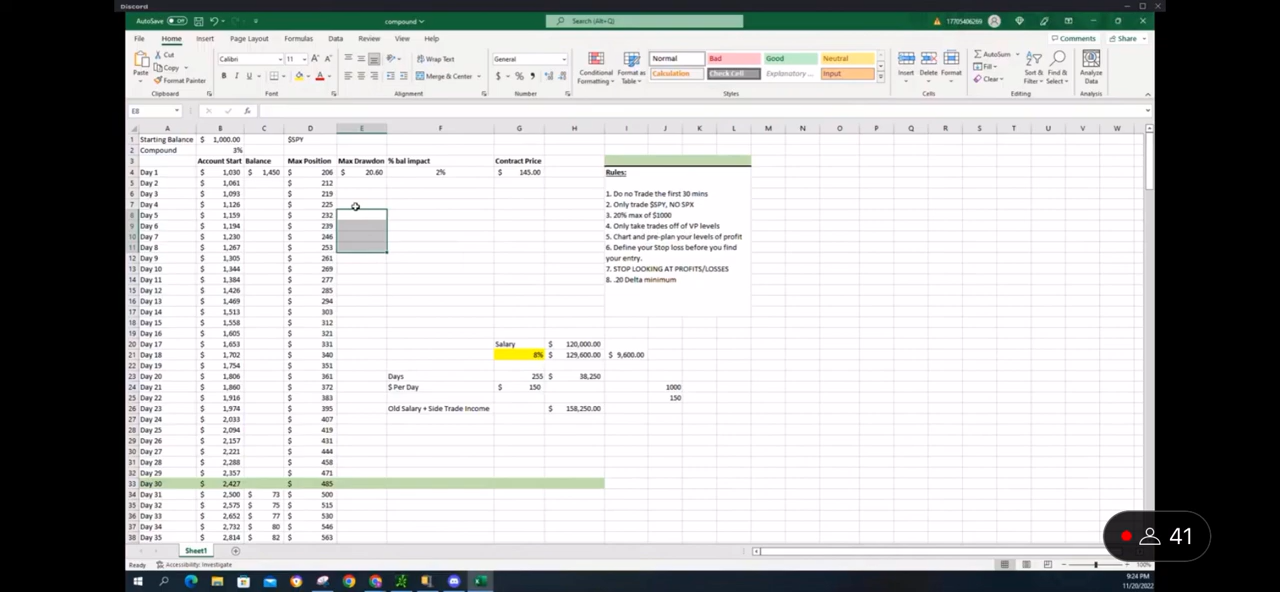 Discord
AutoSave Off compound Search (Alt+Q) 17705406269
File Home Insert Page Layout Formulas Data Review View Help Comments Share
Cut Calibri 11 Wrap Text General Normal Bad Good Neutral AutoSum
Copy Fill
Paste Format Painter Merge & Center Conditional Formatting Format as Table Calculation Check Cell Explanatory ... Input Insert Delete Format Clear Sort & Filter Find & Select Analyze Data
Clipboard Font Alignment Number Styles Cells Editing Analysis
E8 fx
A B C D E F G H I J K L M N O P Q R S T U V W
1 Starting Balance $ 1,000.00 $SPY
2 Compound 3%
3 Account Start Balance Max Position Max Drawdon % bal impact Contract Price
4 Day 1 $ 1,030 $ 1,450 $ 206 $ 20.60 2% $ 145.00 Rules:
5 Day 2 $ 1,061 $ 212
6 Day 3 $ 1,093 $ 219 1. Do no Trade the first 30 mins
7 Day 4 $ 1,126 $ 225 2. Only trade $SPY, NO SPX
8 Day 5 $ 1,159 $ 232 3. 20% max of $1000
9 Day 6 $ 1,194 $ 239 4. Only take trades off of VP levels
10 Day 7 $ 1,230 $ 246 5. Chart and pre-plan your levels of profit
11 Day 8 $ 1,267 $ 253 6. Define your Stop loss before you find
12 Day 9 $ 1,305 $ 261 your entry.
13 Day 10 $ 1,344 $ 269 7. STOP LOOKING AT PROFITS/LOSSES
14 Day 11 $ 1,384 $ 277 8. .20 Delta minimum
15 Day 12 $ 1,426 $ 285
16 Day 13 $ 1,469 $ 294
17 Day 14 $ 1,513 $ 303
18 Day 15 $ 1,558 $ 312
19 Day 16 $ 1,605 $ 321
20 Day 17 $ 1,653 $ 331 Salary $ 120,000.00
21 Day 18 $ 1,702 $ 340 8% $ 129,600.00 $ 9,600.00
22 Day 19 $ 1,754 $ 351
23 Day 20 $ 1,806 $ 361 Days 255 $ 38,250
24 Day 21 $ 1,860 $ 372 $ Per Day $ 150 1000
25 Day 22 $ 1,916 $ 383 150
26 Day 23 $ 1,974 $ 395 Old Salary + Side Trade Income $ 158,250.00
27 Day 24 $ 2,033 $ 407
28 Day 25 $ 2,094 $ 419
29 Day 26 $ 2,157 $ 431
30 Day 27 $ 2,221 $ 444
31 Day 28 $ 2,288 $ 458
32 Day 29 $ 2,357 $ 471
33 Day 30 $ 2,427 $ 485
34 Day 31 $ 2,500 $ 73 $ 500
35 Day 32 $ 2,575 $ 75 $ 515
36 Day 33 $ 2,652 $ 77 $ 530
37 Day 34 $ 2,732 $ 80 $ 546
38 Day 35 $ 2,814 $ 82 $ 563
41
Sheet1
Ready Accessibility: Investigate 100%
9:24 PM
11/20/2022